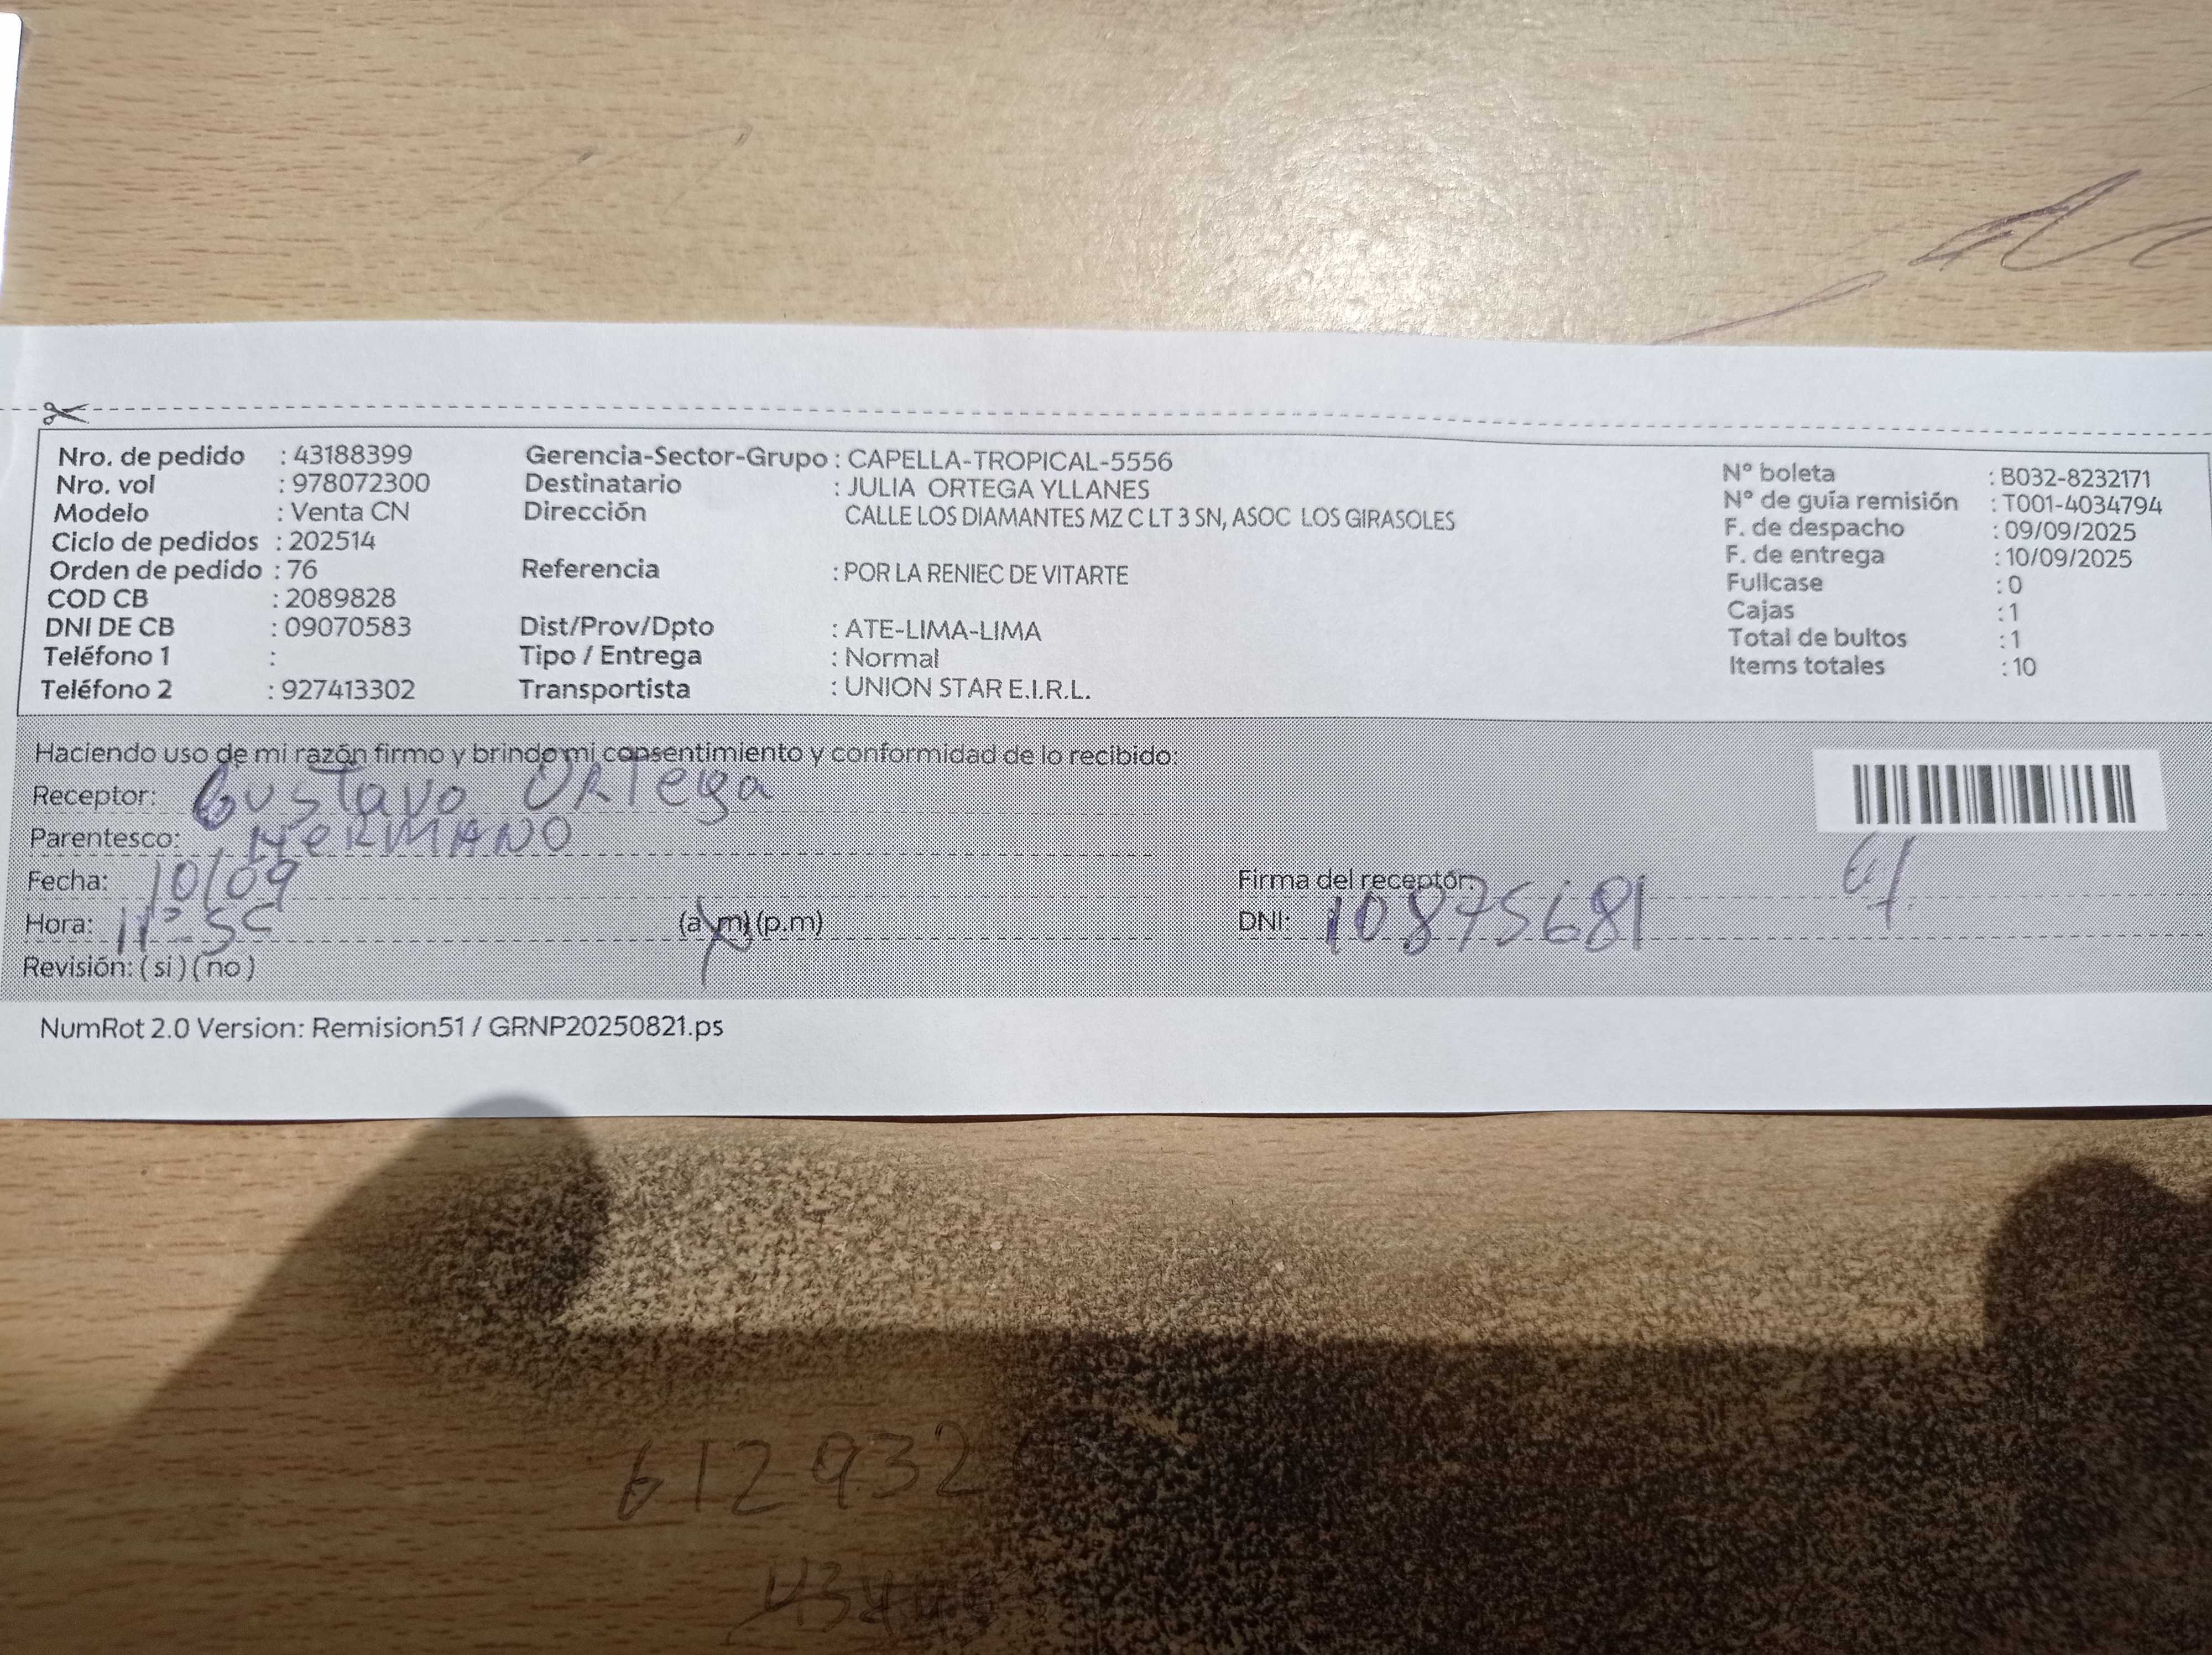 Nro. de pedido : 43188399 Gerencia-Sector-Grupo : CAPELLA-TROPICAL-5556 Nº boleta : B032-8232171
Nro. vol : 978072300 Destinatario : JULIA ORTEGA YLLANES Nº de guía remisión : T001-4034794
Modelo : Venta CN Dirección CALLE LOS DIAMANTES MZ C LT 3 SN, ASOC LOS GIRASOLES F. de despacho : 09/09/2025
Ciclo de pedidos : 202514 F. de entrega : 10/09/2025
Orden de pedido : 76 Referencia : POR LA RENIEC DE VITARTE Fullcase : 0
COD CB : 2089828 Cajas : 1
DNI DE CB : 09070583 Dist/Prov/Dpto : ATE-LIMA-LIMA Total de bultos : 1
Teléfono 1 : Tipo / Entrega : Normal Items totales : 10
Teléfono 2 : 927413302 Transportista : UNION STAR E.I.R.L.
Haciendo uso de mi razón firmo y brindo mi consentimiento y conformidad de lo recibido:
Receptor: Gustavo ORTega
Parentesco: HeRMANO
Fecha: 10/09 Firma del receptor:
Hora: (a.m) (p.m) DNI: 10875681
Revisión: ( si ) ( no )
NumRot 2.0 Version: Remision51 / GRNP20250821.ps
612932